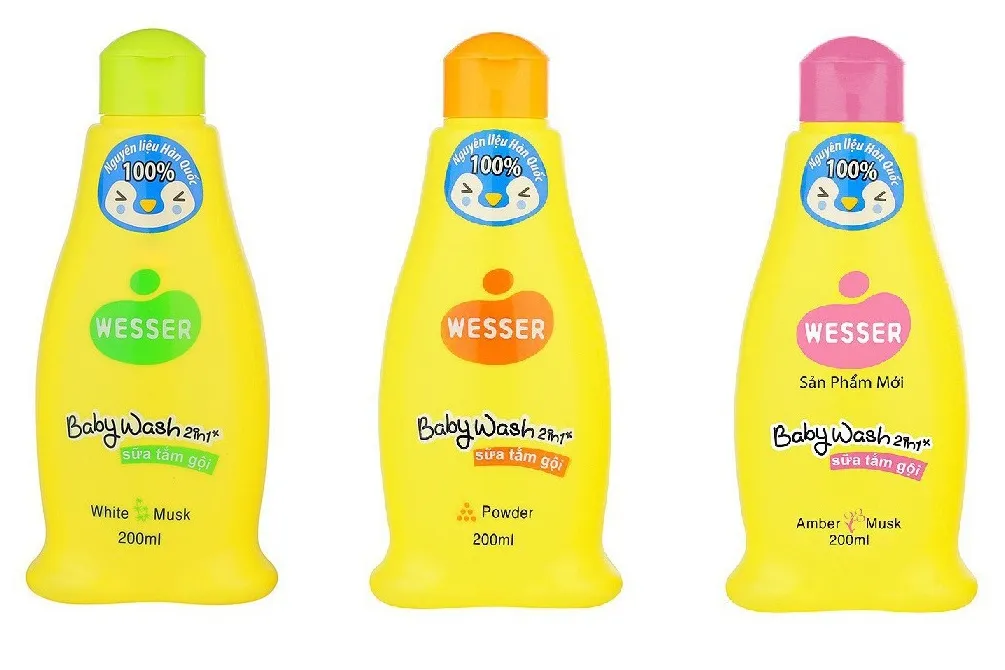 Nguyên liệu Hàn Quốc
100%
WESSER
Baby Wash 2in1*
sữa tắm gội
White Musk
200ml
Nguyên liệu Hàn Quốc
100%
WESSER
Baby Wash 2in1*
sữa tắm gội
Powder
200ml
Nguyên liệu Hàn Quốc
100%
WESSER
Sản Phẩm Mới
Baby Wash 2in1*
sữa tắm gội
Amber Musk
200ml